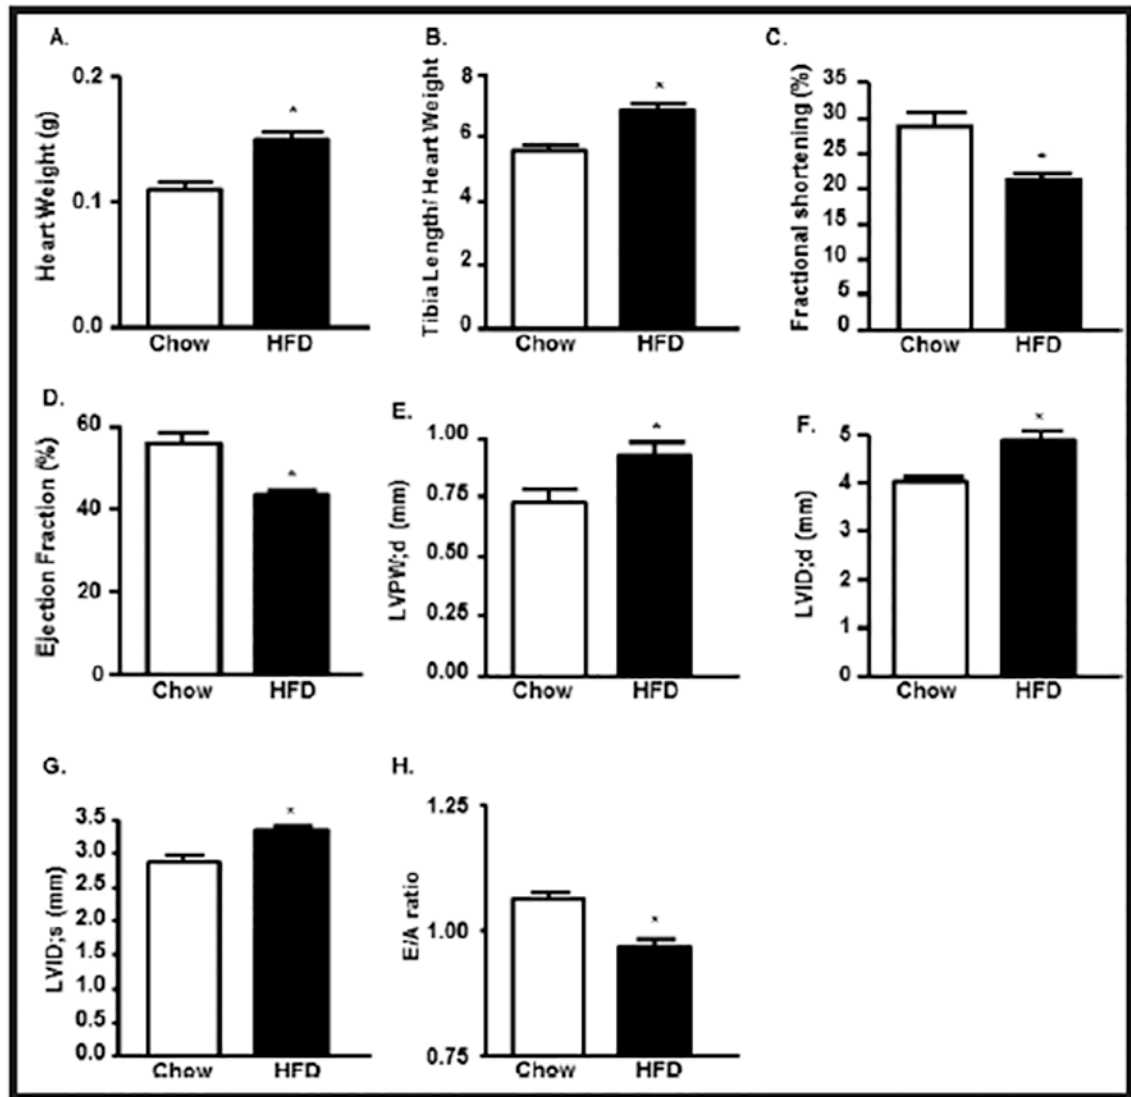 A.
Heart Weight (g)
0.2
0.1
0.0
*
Chow HFD
B.
Tibia Length/ Heart Weight
8
6
4
2
0
*
Chow HFD
C.
Fractional shortening (%)
35
30
25
20
15
10
5
0
*
Chow HFD
D.
Ejection Fraction (%)
60
40
20
0
*
Chow HFD
E.
LVPW;d (mm)
1.00
0.75
0.50
0.25
0.00
*
Chow HFD
F.
LVID;d (mm)
5
4
3
2
1
0
*
Chow HFD
G.
LVID;s (mm)
3.5
3.0
2.5
2.0
1.5
1.0
0.5
0.0
*
Chow HFD
H.
E/A ratio
1.25
1.00
0.75
*
Chow HFD